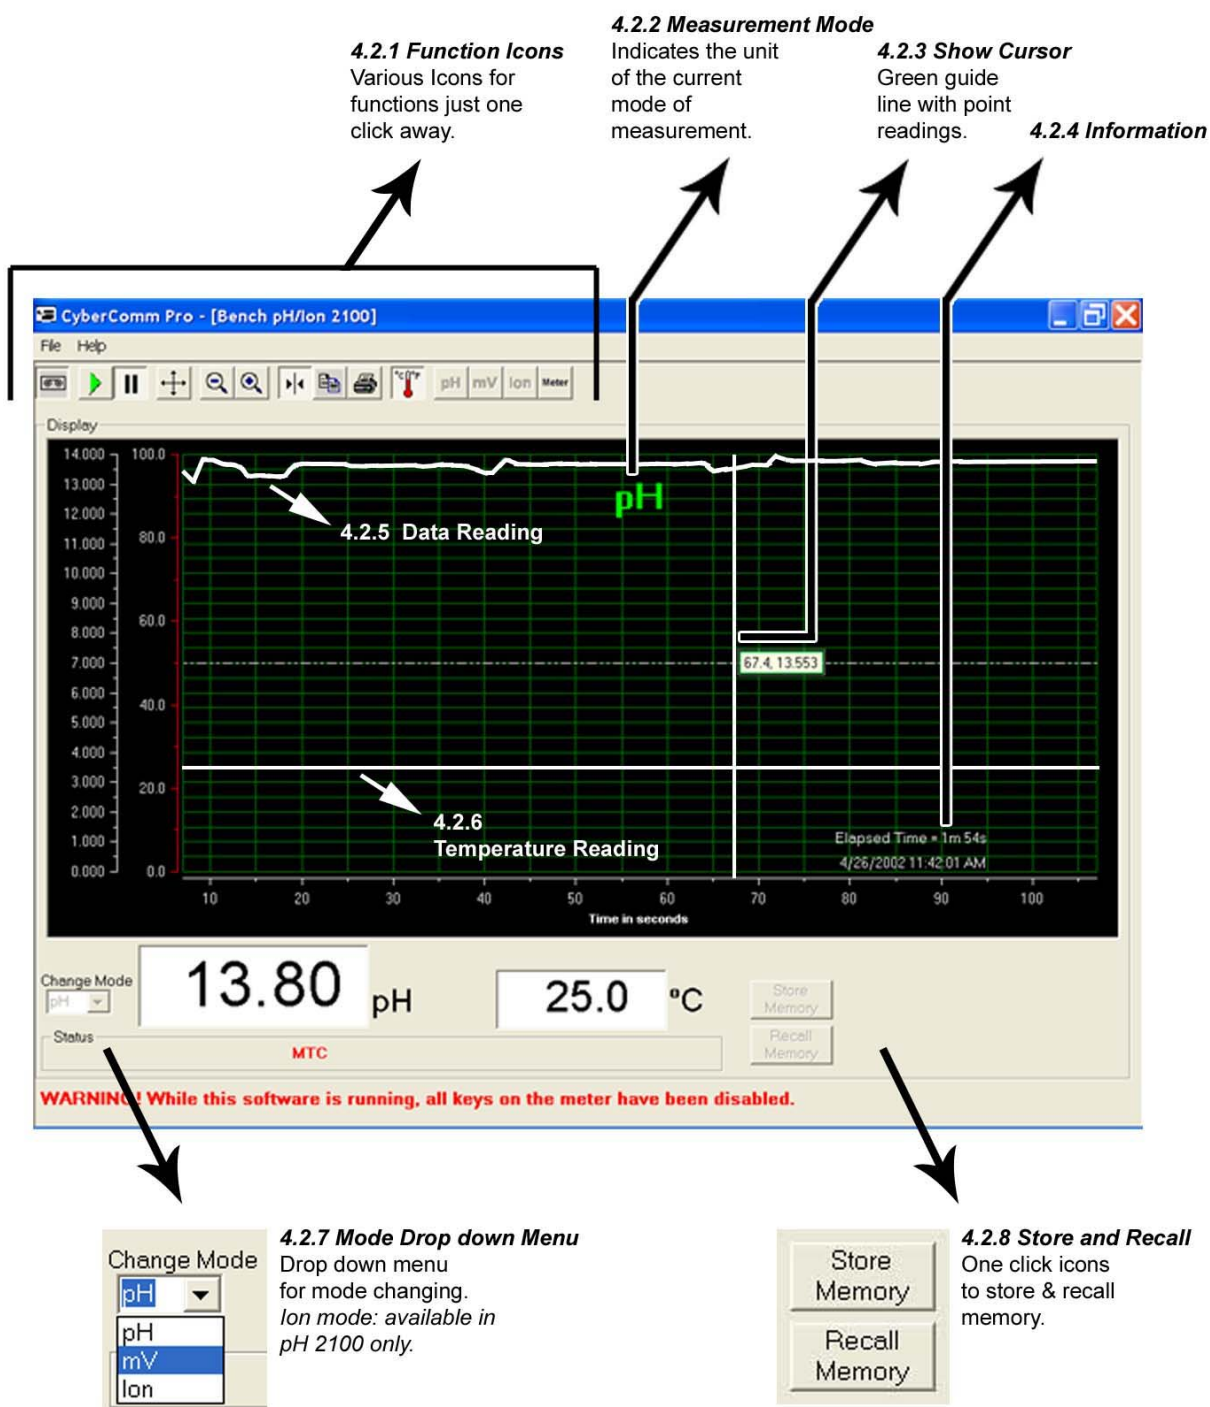 4.2.1 Function Icons
Various Icons for
functions just one
click away.
4.2.2 Measurement Mode
Indicates the unit
of the current
mode of
measurement.
4.2.3 Show Cursor
Green guide
line with point
readings.
4.2.4 Information
CyberComm Pro - [Bench pH/Ion 2100]
File Help
°C °F pH mV Ion Meter
Display
14.000 100.0
13.000
12.000
11.000 80.0
10.000
9.000
8.000 60.0
7.000
6.000 40.0
5.000
4.000
3.000 20.0
2.000
1.000
0.000 0.0
pH
4.2.5 Data Reading
67.4, 13.553
4.2.6
Temperature Reading
Elapsed Time = 1m 54s
4/26/2002 11:42:01 AM
10 20 30 40 50 60 70 80 90 100
Time in seconds
Change Mode
pH
13.80 pH
25.0 °C
Store
Memory
Recall
Memory
Status
MTC
WARNING! While this software is running, all keys on the meter have been disabled.
Change Mode
pH
pH
mV
Ion
4.2.7 Mode Drop down Menu
Drop down menu
for mode changing.
Ion mode: available in
pH 2100 only.
Store
Memory
Recall
Memory
4.2.8 Store and Recall
One click icons
to store & recall
memory.